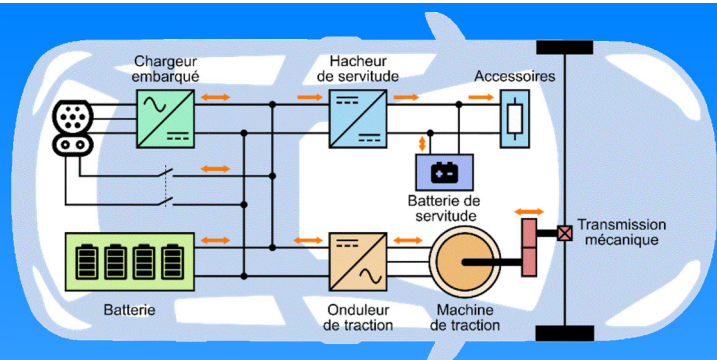 Chargeur
embarqué
Hacheur
de servitude
Accessoires
Batterie de
servitude
Transmission
mécanique
Batterie
Onduleur
de traction
Machine
de traction